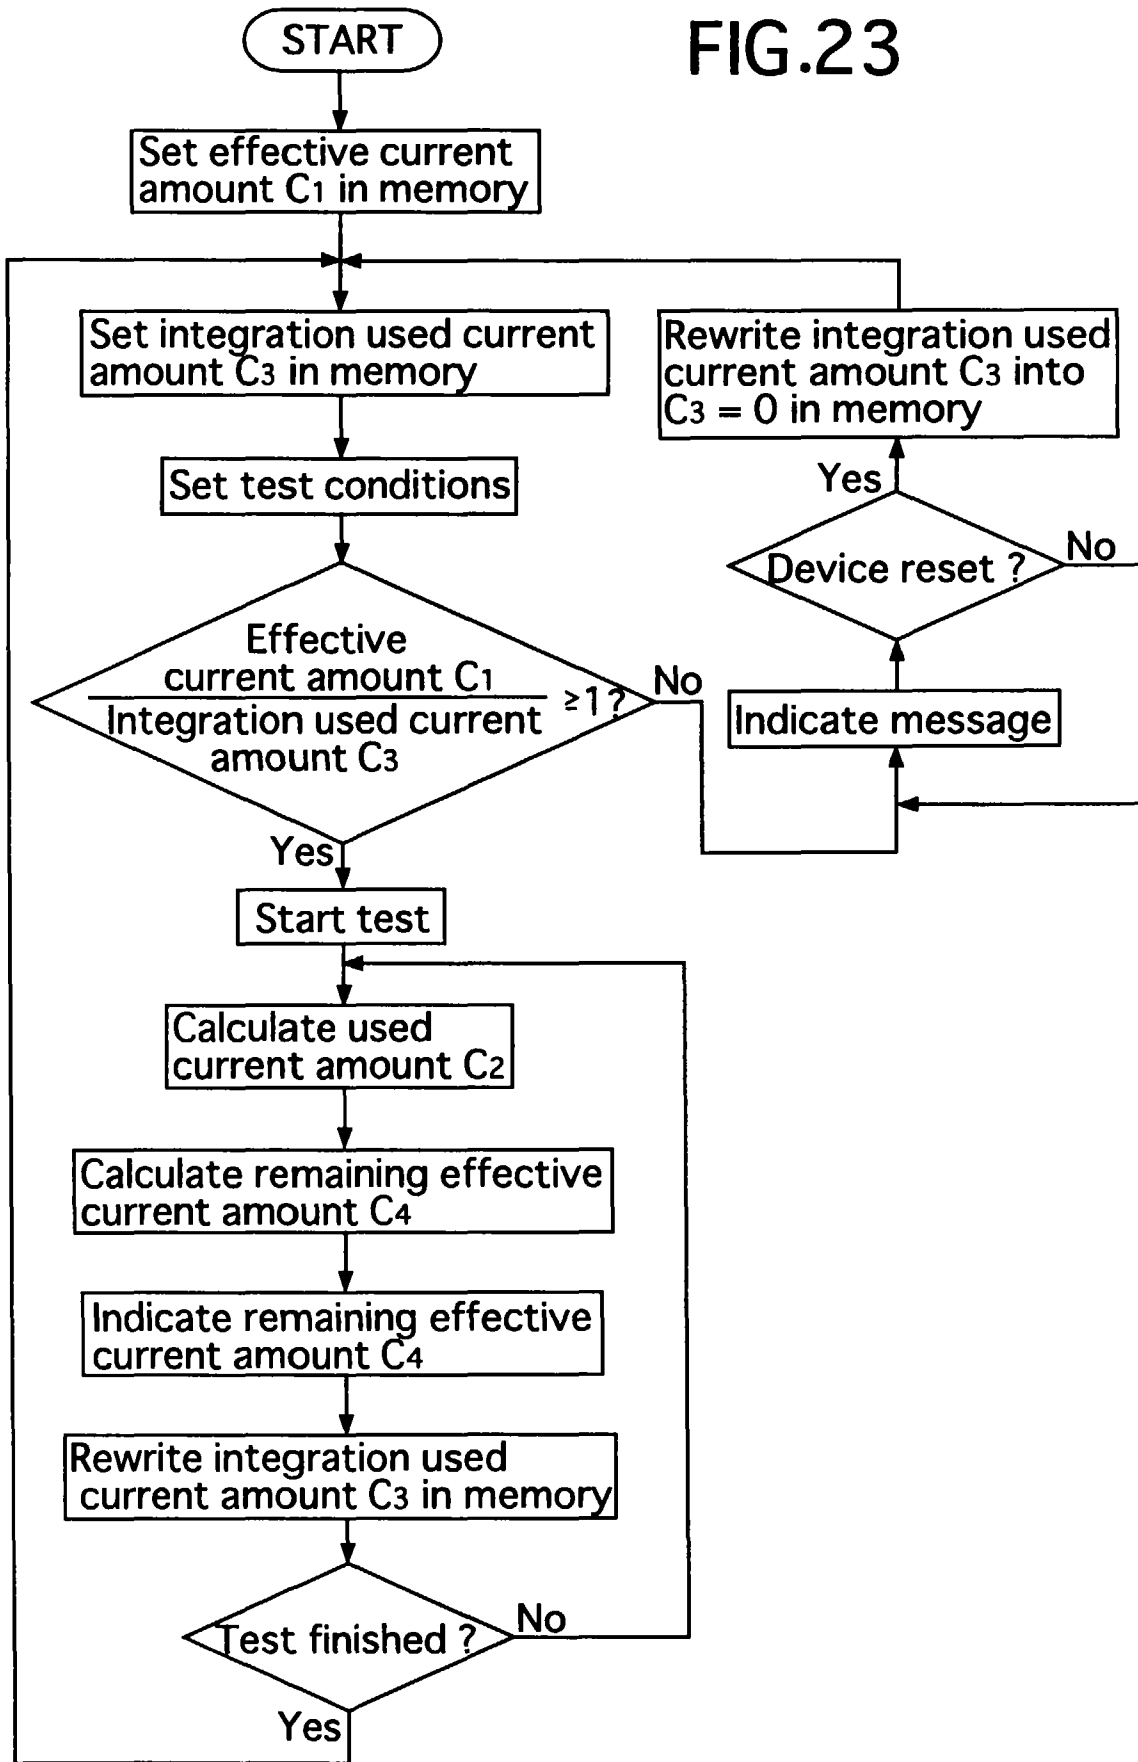 START
FIG.23
Set effective current
amount C1 in memory
Set integration used current
amount C3 in memory
Rewrite integration used
current amount C3 into
C3 = 0 in memory
Set test conditions
Yes
Device reset ?
No
Effective
current amount C1
Integration used current
amount C3
≥1?
No
Indicate message
Yes
Start test
Calculate used
current amount C2
Calculate remaining effective
current amount C4
Indicate remaining effective
current amount C4
Rewrite integration used
current amount C3 in memory
Test finished ?
No
Yes